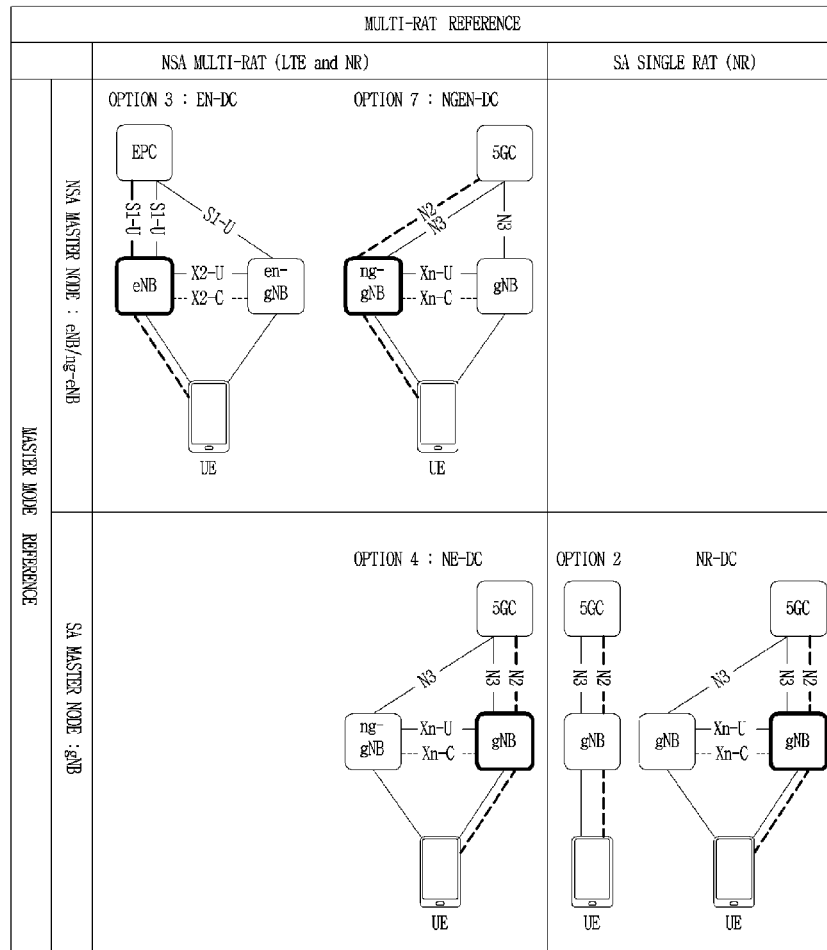 MULTI-RAT REFERENCE
NSA MULTI-RAT (LTE and NR)
SA SINGLE RAT (NR)
MASTER MODE REFERENCE
NSA MASTER NODE : eNB/ng-eNB
OPTION 3 : EN-DC
EPC
S1-U
S1-U
S1-U
eNB
X2-U
X2-C
en-
gNB
UE
OPTION 7 : NGEN-DC
5GC
N2
N3
N3
ng-
gNB
Xn-U
Xn-C
gNB
UE
SA MASTER NODE :gNB
OPTION 4 : NE-DC
5GC
N3
N3
N2
ng-
gNB
Xn-U
Xn-C
gNB
UE
OPTION 2
5GC
N3
N2
gNB
UE
NR-DC
5GC
N3
N3
N2
gNB
Xn-U
Xn-C
gNB
UE